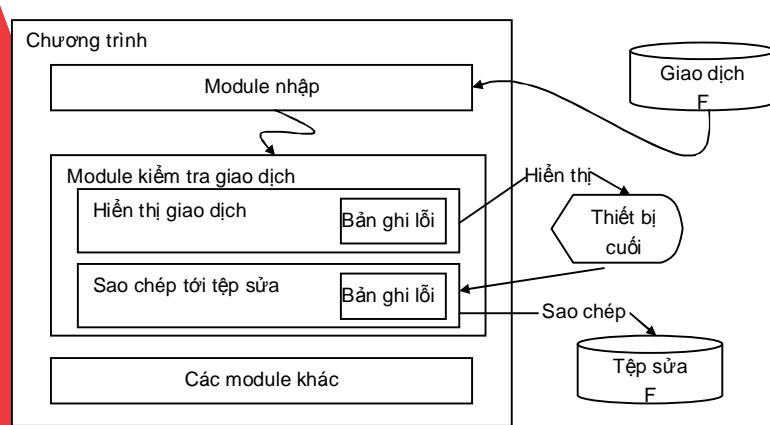 Chương trình
Module nhập
Giao dịch
F
Module kiểm tra giao dịch
Hiển thị
Hiển thị giao dịch
Bản ghi lỗi
Thiết bị
cuối
Sao chép tới tệp sửa
Bản ghi lỗi
Sao chép
Các module khác
Tệp sửa
F